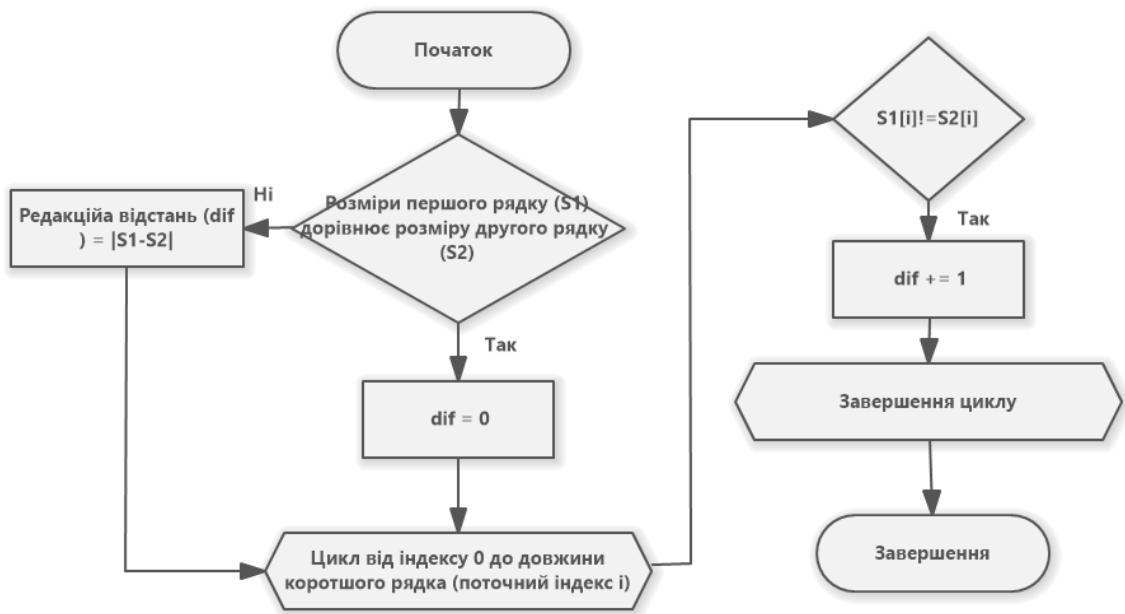 Початок
Розміри першого рядку (S1)
дорівнює розміру другого рядку
(S2)
Ні
Редакційа відстань (dif
) = |S1-S2|
Так
dif = 0
Цикл від індексу 0 до довжини
коротшого рядка (поточний індекс i)
S1[i]!=S2[i]
Так
dif += 1
Завершення циклу
Завершення